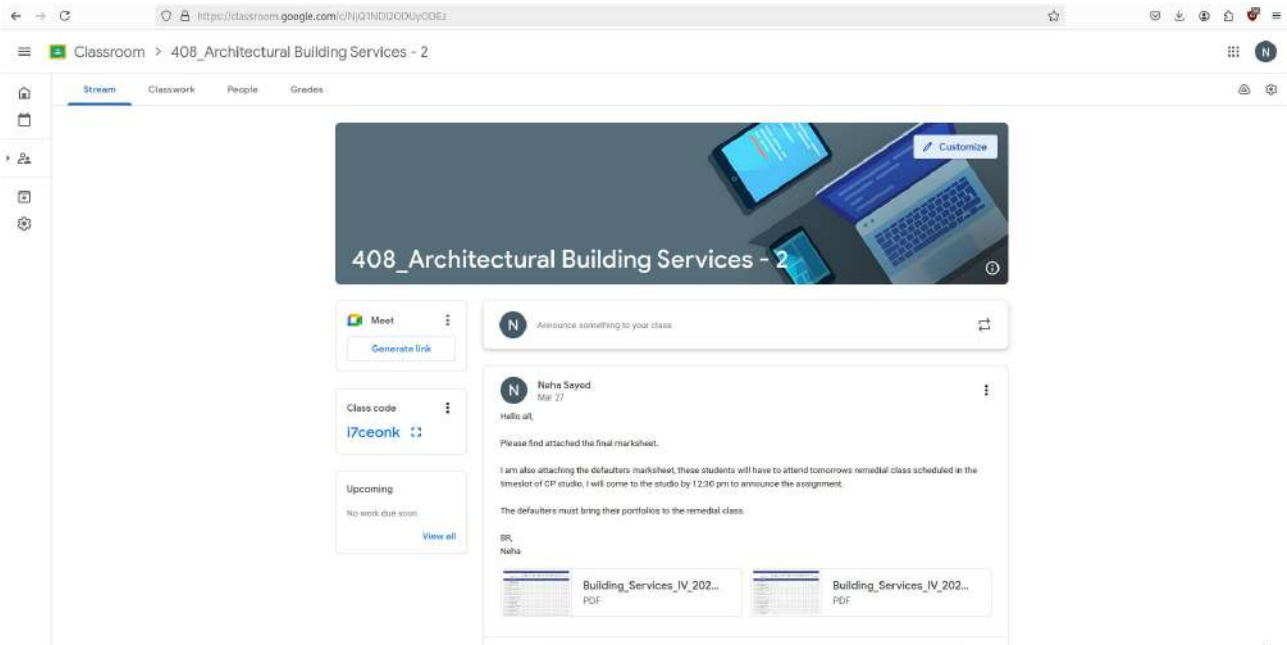 https://classroom.google.com/c/NjQ1NDI2ODUyODEz
Classroom > 408_Architectural Building Services - 2
N
Stream Classwork People Grades
Customize
408_Architectural Building Services - 2
Meet
Generate link
N Announce something to your class
Class code
i7ceonk
Upcoming
No work due soon
View all
N Neha Sayed
Mar 27
Hello all,
Please find attached the final marksheet.
I am also attaching the defaulters marksheet, these students will have to attend tomorrows remedial class scheduled in the
timeslot of CP studio, I will come to the studio by 12:30 pm to announce the assignment.
The defaulters must bring their portfolios to the remedial class.
BR,
Neha
Building_Services_IV_202...
PDF
Building_Services_IV_202...
PDF